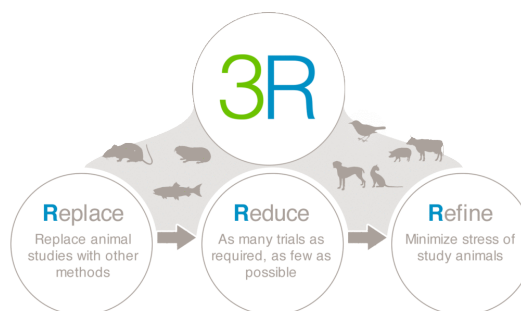 3R
Replace
Replace animal
studies with other
methods
Reduce
As many trials as
required, as few as
possible
Refine
Minimize stress of
study animals